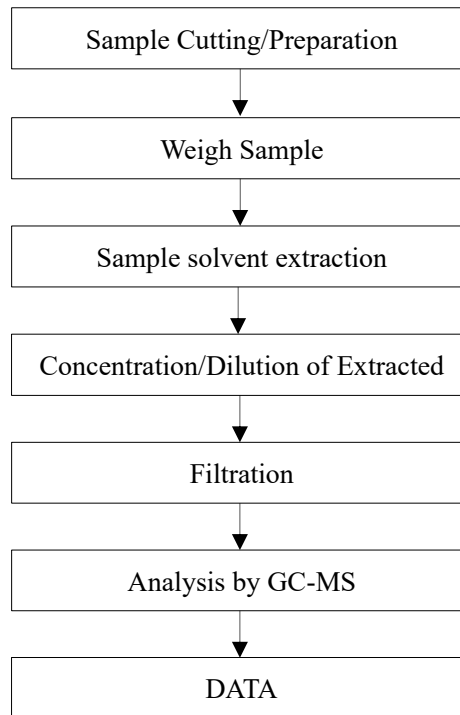 Sample Cutting/Preparation
Weigh Sample
Sample solvent extraction
Concentration/Dilution of Extracted
Filtration
Analysis by GC-MS
DATA